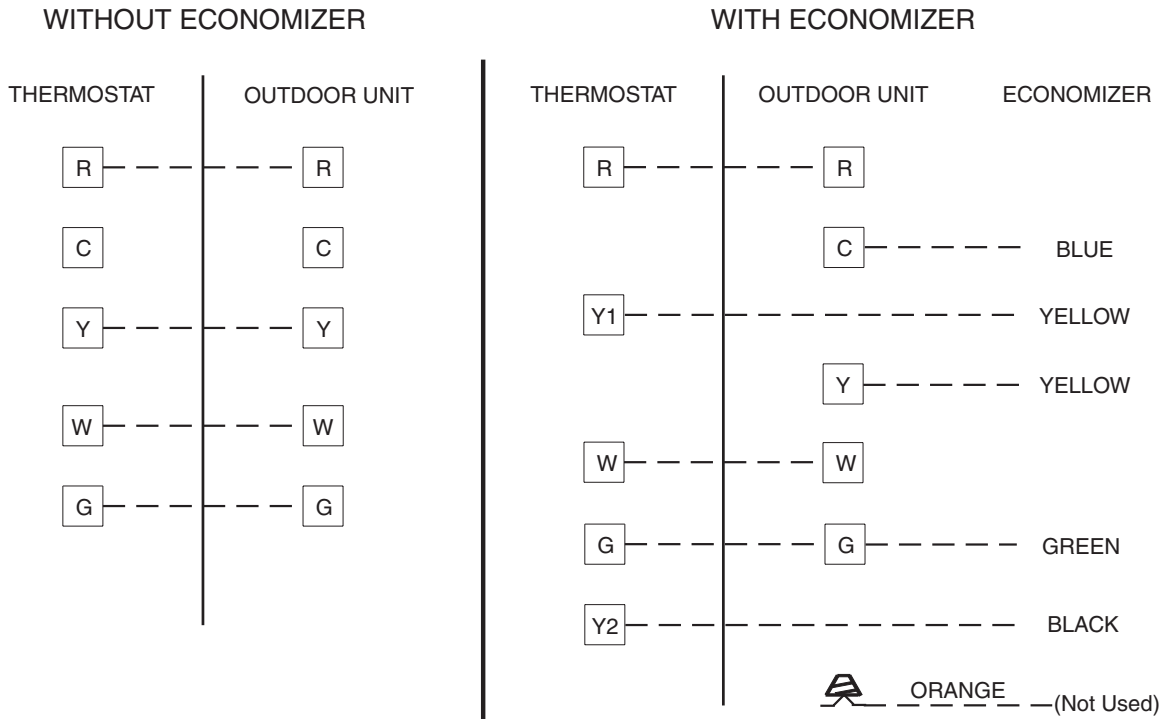 WITHOUT ECONOMIZER
THERMOSTAT OUTDOOR UNIT
R R
C C
Y Y
W W
G G
WITH ECONOMIZER
THERMOSTAT OUTDOOR UNIT ECONOMIZER
R R
C BLUE
Y1 YELLOW
Y YELLOW
W W
G G GREEN
Y2 BLACK
ORANGE (Not Used)